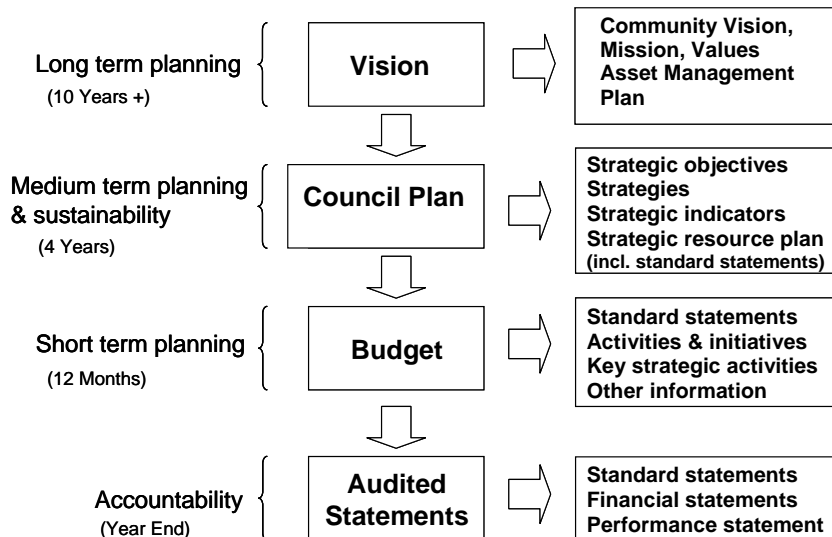 Long term planning
(10 Years +)
Vision
Community Vision,
Mission, Values
Asset Management
Plan
Medium term planning
& sustainability
(4 Years)
Council Plan
Strategic objectives
Strategies
Strategic indicators
Strategic resource plan
(incl. standard statements)
Short term planning
(12 Months)
Budget
Standard statements
Activities & initiatives
Key strategic activities
Other information
Accountability
(Year End)
Audited
Statements
Standard statements
Financial statements
Performance statement